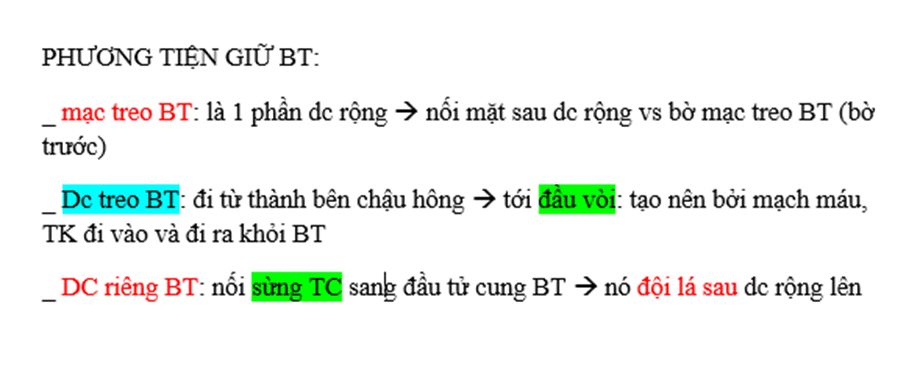 PHƯƠNG TIỆN GIỮ BT:
_ mạc treo BT: là 1 phần dc rộng → nối mặt sau dc rộng vs bờ mạc treo BT (bờ
trước)
_ Dc treo BT: đi từ thành bên chậu hông → tới đầu vòi: tạo nên bởi mạch máu,
TK đi vào và đi ra khỏi BT
_ DC riêng BT: nối sừng TC sang đầu tử cung BT → nó đội lá sau dc rộng lên